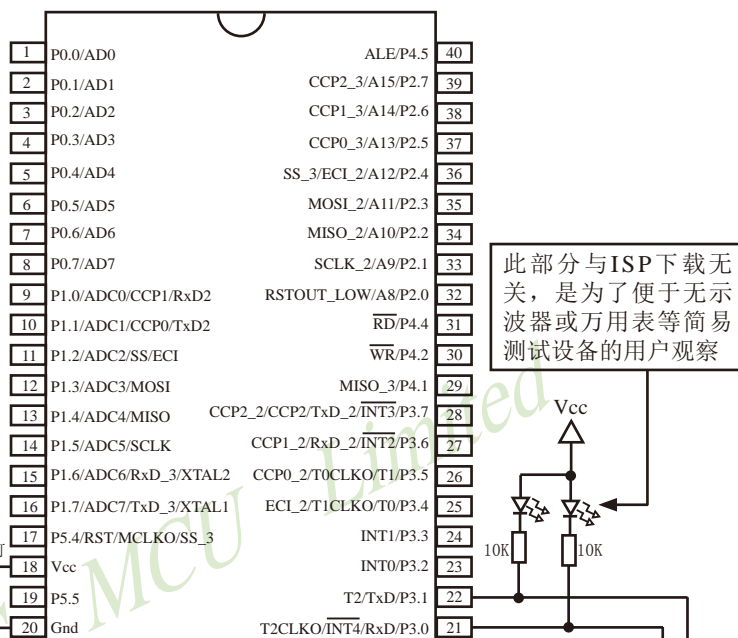 1 P0.0/AD0 ALE/P4.5 40
2 P0.1/AD1 CCP2_3/A15/P2.7 39
3 P0.2/AD2 CCP1_3/A14/P2.6 38
4 P0.3/AD3 CCP0_3/A13/P2.5 37
5 P0.4/AD4 SS_3/ECI_2/A12/P2.4 36
6 P0.5/AD5 MOSI_2/A11/P2.3 35
7 P0.6/AD6 MISO_2/A10/P2.2 34
8 P0.7/AD7 SCLK_2/A9/P2.1 33
9 P1.0/ADC0/CCP1/RxD2 RSTOUT_LOW/A8/P2.0 32
10 P1.1/ADC1/CCP0/TxD2 RD/P4.4 31
11 P1.2/ADC2/SS/ECI WR/P4.2 30
12 P1.3/ADC3/MOSI MISO_3/P4.1 29
13 P1.4/ADC4/MISO CCP2_2/CCP2/TxD_2/INT3/P3.7 28
14 P1.5/ADC5/SCLK CCP1_2/RxD_2/INT2/P3.6 27
15 P1.6/ADC6/RxD_3/XTAL2 CCP0_2/T0CLKO/T1/P3.5 26
16 P1.7/ADC7/TxD_3/XTAL1 ECI_2/T1CLKO/T0/P3.4 25
17 P5.4/RST/MCLKO/SS_3 INT1/P3.3 24
18 Vcc INT0/P3.2 23
19 P5.5 T2/TxD/P3.1 22
20 Gnd T2CLKO/INT4/RxD/P3.0 21
此部分与ISP下载无
关，是为了便于无示
波器或万用表等简易
测试设备的用户观察
Vcc
10K 10K
MCU Limited